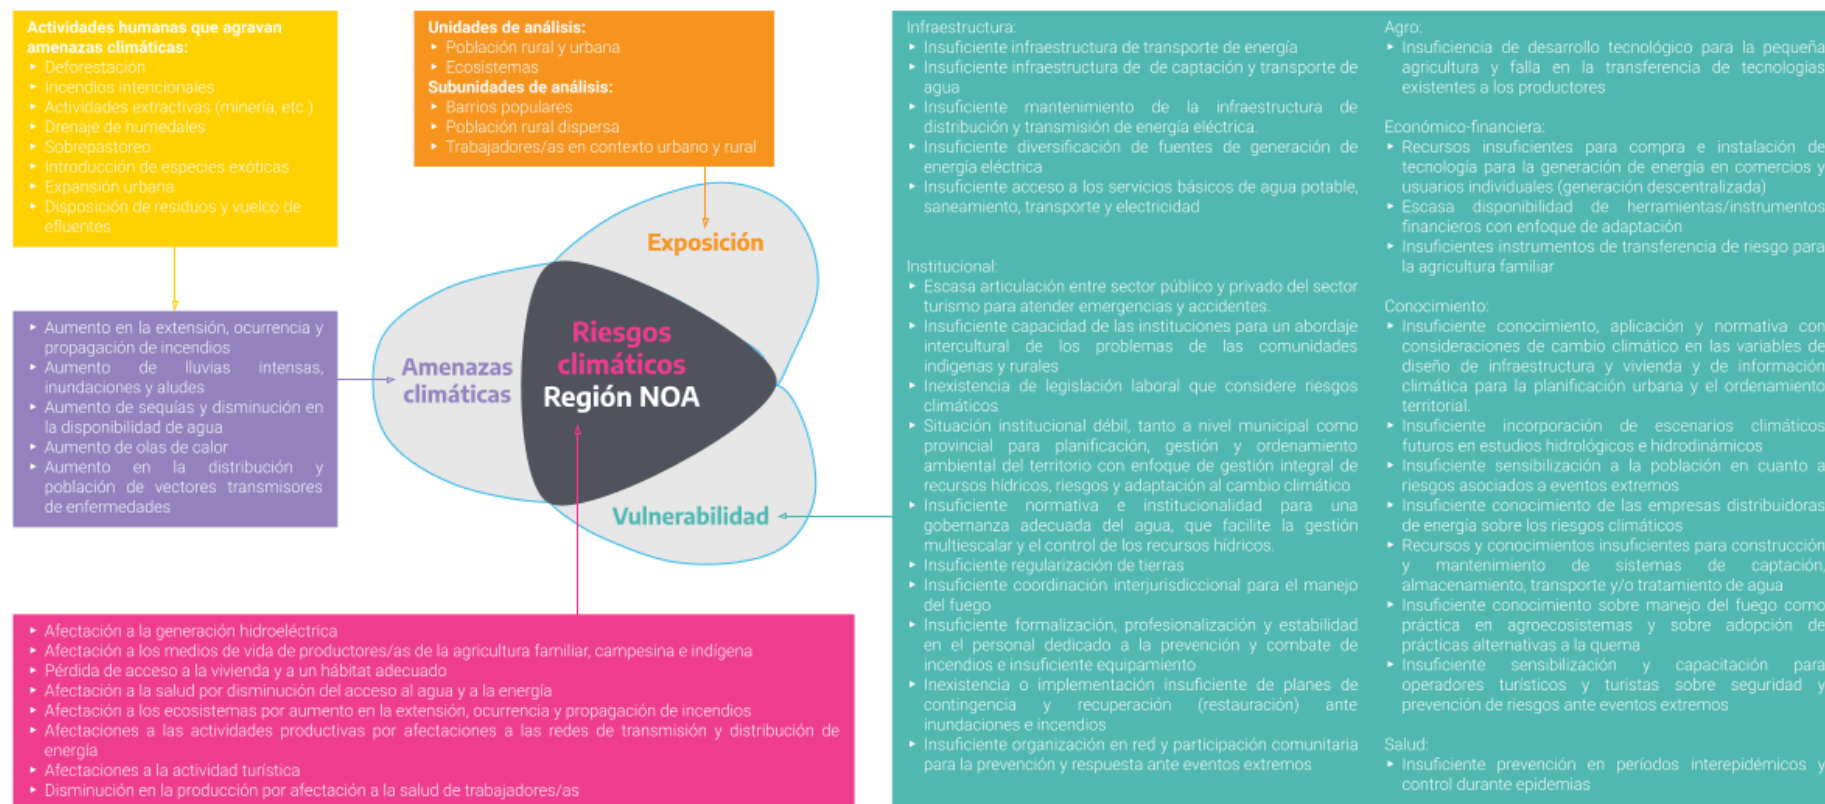 Actividades humanas que agravan
amenazas climáticas:
▸ Deforestación
▸ Incendios intencionales
▸ Actividades extractivas (minería, etc.)
▸ Drenaje de humedales
▸ Sobrepastoreo
▸ Introducción de especies exóticas
▸ Expansión urbana
▸ Disposición de residuos y vuelco de
efluentes
▸ Aumento en la extensión, ocurrencia y
propagación de incendios
▸ Aumento de lluvias intensas,
inundaciones y aludes
▸ Aumento de sequías y disminución en
la disponibilidad de agua
▸ Aumento de olas de calor
▸ Aumento en la distribución y
población de vectores transmisores
de enfermedades
Unidades de análisis:
▸ Población rural y urbana
▸ Ecosistemas
Subunidades de análisis:
▸ Barrios populares
▸ Población rural dispersa
▸ Trabajadores/as en contexto urbano y rural
Exposición
Amenazas
climáticas
Riesgos
climáticos
Región NOA
Vulnerabilidad
▸ Afectación a la generación hidroeléctrica
▸ Afectación a los medios de vida de productores/as de la agricultura familiar, campesina e indígena
▸ Pérdida de acceso a la vivienda y a un hábitat adecuado
▸ Afectación a la salud por disminución del acceso al agua y a la energía
▸ Afectación a los ecosistemas por aumento en la extensión, ocurrencia y propagación de incendios
▸ Afectaciones a las actividades productivas por afectaciones a las redes de transmisión y distribución de
energía
▸ Afectaciones a la actividad turística
▸ Disminución en la producción por afectación a la salud de trabajadores/as
Infraestructura:
▸ Insuficiente infraestructura de transporte de energía
▸ Insuficiente infraestructura de de captación y transporte de
agua
▸ Insuficiente mantenimiento de la infraestructura de
distribución y transmisión de energía eléctrica.
▸ Insuficiente diversificación de fuentes de generación de
energía eléctrica
▸ Insuficiente acceso a los servicios básicos de agua potable,
saneamiento, transporte y electricidad
Institucional:
▸ Escasa articulación entre sector público y privado del sector
turismo para atender emergencias y accidentes.
▸ Insuficiente capacidad de las instituciones para un abordaje
intercultural de los problemas de las comunidades
indígenas y rurales
▸ Inexistencia de legislación laboral que considere riesgos
climáticos
▸ Situación institucional débil, tanto a nivel municipal como
provincial para planificación, gestión y ordenamiento
ambiental del territorio con enfoque de gestión integral de
recursos hídricos, riesgos y adaptación al cambio climático
▸ Insuficiente normativa e institucionalidad para una
gobernanza adecuada del agua, que facilite la gestión
multiescalar y el control de los recursos hídricos.
▸ Insuficiente regularización de tierras
▸ Insuficiente coordinación interjurisdiccional para el manejo
del fuego
▸ Insuficiente formalización, profesionalización y estabilidad
en el personal dedicado a la prevención y combate de
incendios e insuficiente equipamiento
▸ Inexistencia o implementación insuficiente de planes de
contingencia y recuperación (restauración) ante
inundaciones e incendios
▸ Insuficiente organización en red y participación comunitaria
para la prevención y respuesta ante eventos extremos
Agro:
▸ Insuficiencia de desarrollo tecnológico para la pequeña
agricultura y falla en la transferencia de tecnologías
existentes a los productores
Económico-financiera:
▸ Recursos insuficientes para compra e instalación de
tecnología para la generación de energía en comercios y
usuarios individuales (generación descentralizada)
▸ Escasa disponibilidad de herramientas/instrumentos
financieros con enfoque de adaptación
▸ Insuficientes instrumentos de transferencia de riesgo para
la agricultura familiar
Conocimiento:
▸ Insuficiente conocimiento, aplicación y normativa con
consideraciones de cambio climático en las variables de
diseño de infraestructura y vivienda y de información
climática para la planificación urbana y el ordenamiento
territorial.
▸ Insuficiente incorporación de escenarios climáticos
futuros en estudios hidrológicos e hidrodinámicos
▸ Insuficiente sensibilización a la población en cuanto a
riesgos asociados a eventos extremos
▸ Insuficiente conocimiento de las empresas distribuidoras
de energía sobre los riesgos climáticos
▸ Recursos y conocimientos insuficientes para construcción
y mantenimiento de sistemas de captación,
almacenamiento, transporte y/o tratamiento de agua
▸ Insuficiente conocimiento sobre manejo del fuego como
práctica en agroecosistemas y sobre adopción de
prácticas alternativas a la quema
▸ Insuficiente sensibilización y capacitación para
operadores turísticos y turistas sobre seguridad y
prevención de riesgos ante eventos extremos
Salud:
▸ Insuficiente prevención en períodos interepidémicos y
control durante epidemias